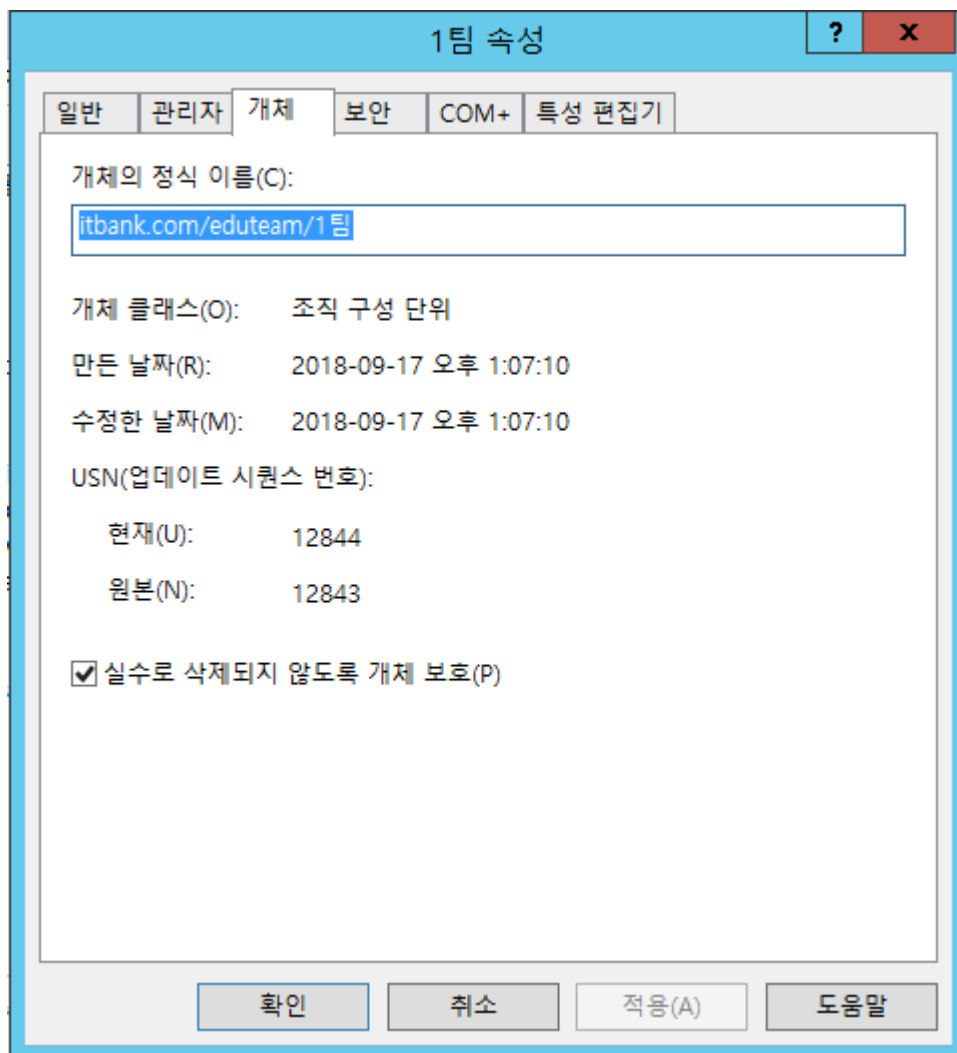 1팀 속성
? x
일반 관리자 개체 보안 COM+ 특성 편집기
개체의 정식 이름(C):
itbank.com/eduteam/1팀
개체 클래스(O): 조직 구성 단위
만든 날짜(R): 2018-09-17 오후 1:07:10
수정한 날짜(M): 2018-09-17 오후 1:07:10
USN(업데이트 시퀀스 번호):
현재(U): 12844
원본(N): 12843
실수로 삭제되지 않도록 개체 보호(P)
확인 취소 적용(A) 도움말